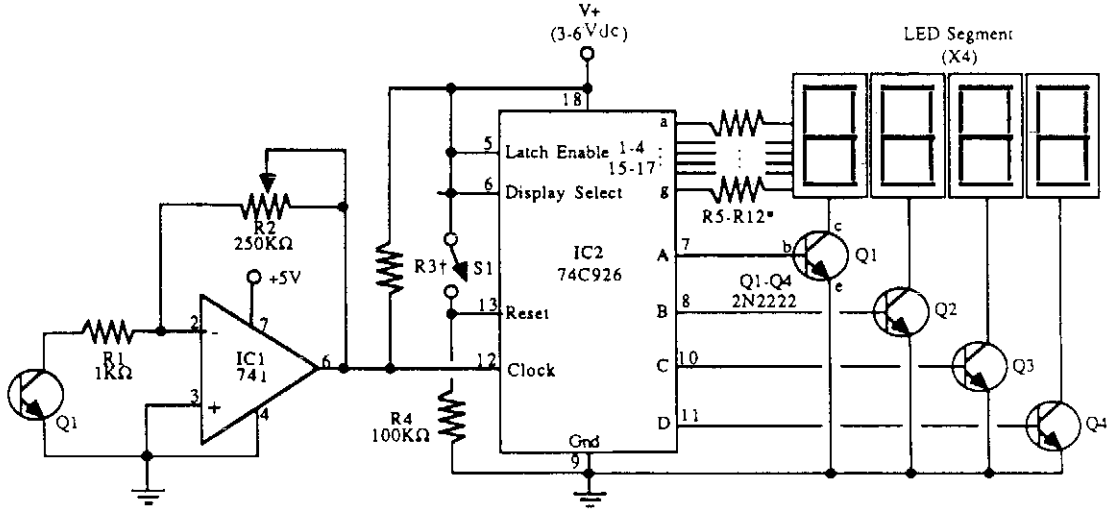 V+
(3-6Vdc)
LED Segment
(X4)
18
a
5
Latch Enable
1-4
15-17
6
Display Select
g
R5-R12*
R2
250KΩ
+5V
R3†
S1
IC2
74C926
A
7
b
c
Q1
e
Q1-Q4
2N2222
13
Reset
B
8
Q2
2
-
7
R1
1KΩ
IC1
741
6
12
Clock
C
10
Q3
3
+
4
Q1
R4
100KΩ
D
11
Q4
Gnd
9